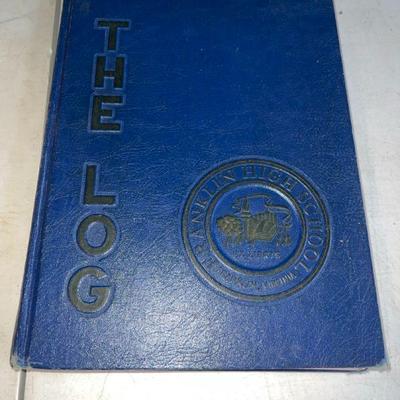 THE LOG
FRANKLIN HIGH SCHOOL